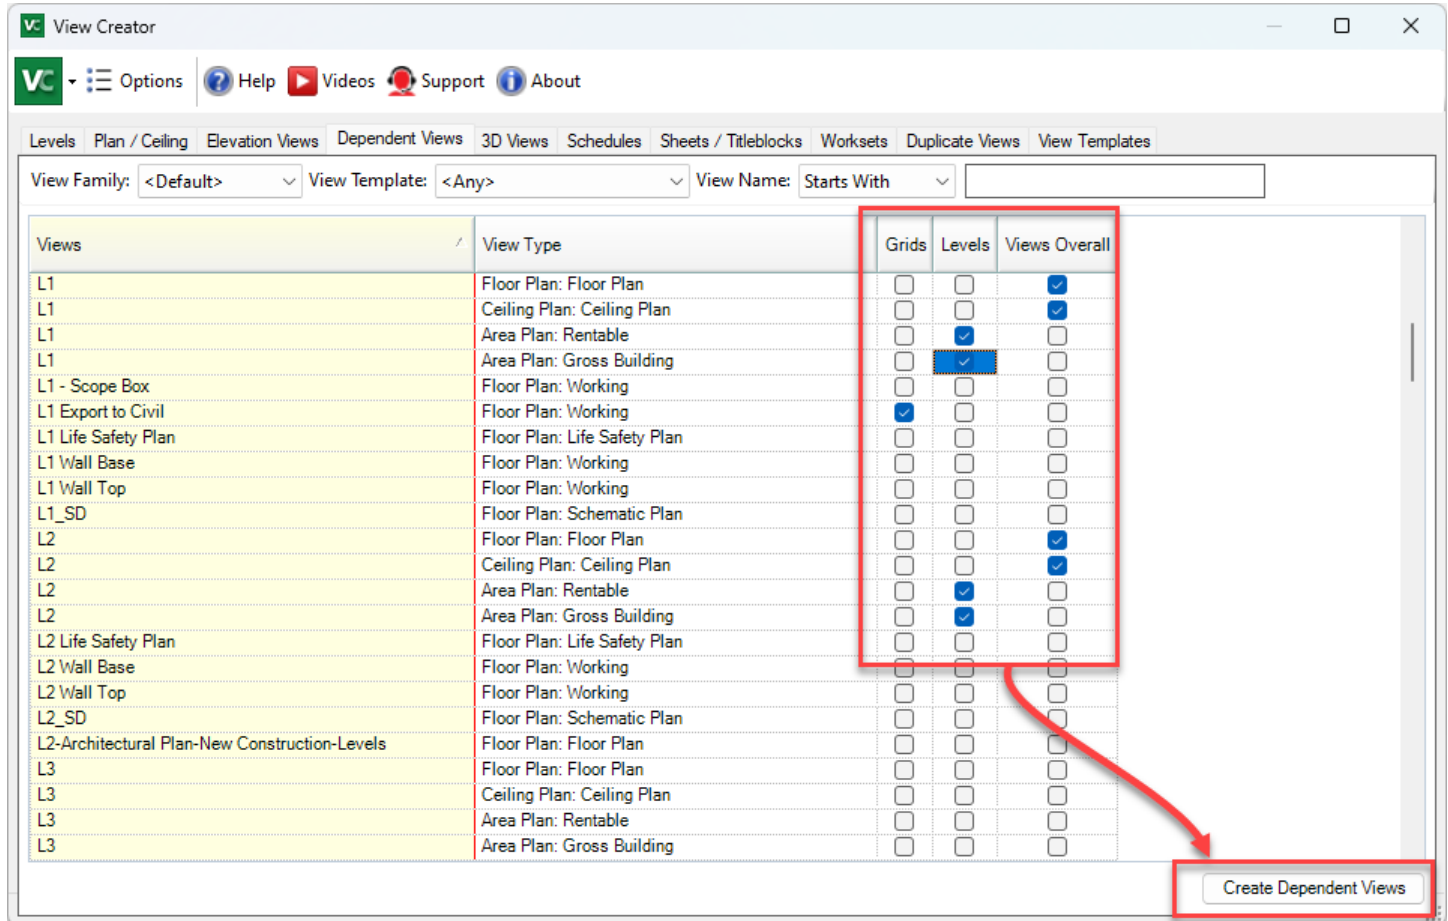 VC View Creator
VC Options Help Videos Support About
Levels Plan / Ceiling Elevation Views Dependent Views 3D Views Schedules Sheets / Titleblocks Worksets Duplicate Views View Templates
View Family: <Default> View Template: <Any> View Name: Starts With
Views View Type Grids Levels Views Overall
L1 Floor Plan: Floor Plan
L1 Ceiling Plan: Ceiling Plan
L1 Area Plan: Rentable
L1 Area Plan: Gross Building
L1 - Scope Box Floor Plan: Working
L1 Export to Civil Floor Plan: Working
L1 Life Safety Plan Floor Plan: Life Safety Plan
L1 Wall Base Floor Plan: Working
L1 Wall Top Floor Plan: Working
L1_SD Floor Plan: Schematic Plan
L2 Floor Plan: Floor Plan
L2 Ceiling Plan: Ceiling Plan
L2 Area Plan: Rentable
L2 Area Plan: Gross Building
L2 Life Safety Plan Floor Plan: Life Safety Plan
L2 Wall Base Floor Plan: Working
L2 Wall Top Floor Plan: Working
L2_SD Floor Plan: Schematic Plan
L2-Architectural Plan-New Construction-Levels Floor Plan: Floor Plan
L3 Floor Plan: Floor Plan
L3 Ceiling Plan: Ceiling Plan
L3 Area Plan: Rentable
L3 Area Plan: Gross Building
Create Dependent Views